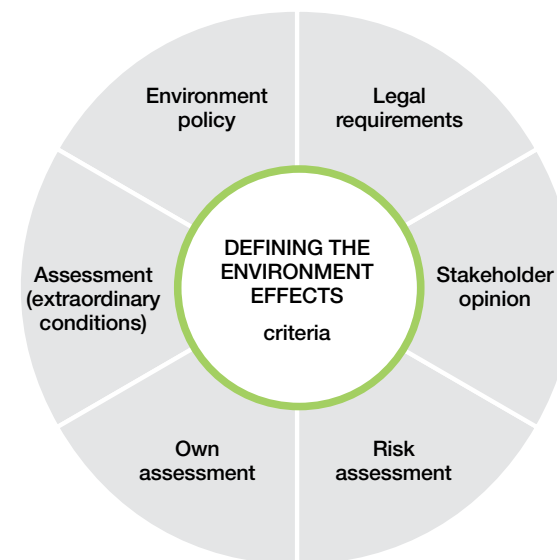 Environment
policy
Legal
requirements
Assessment
(extraordinary
conditions)
DEFINING THE
ENVIRONMENT
EFFECTS
criteria
Stakeholder
opinion
Own
assessment
Risk
assessment